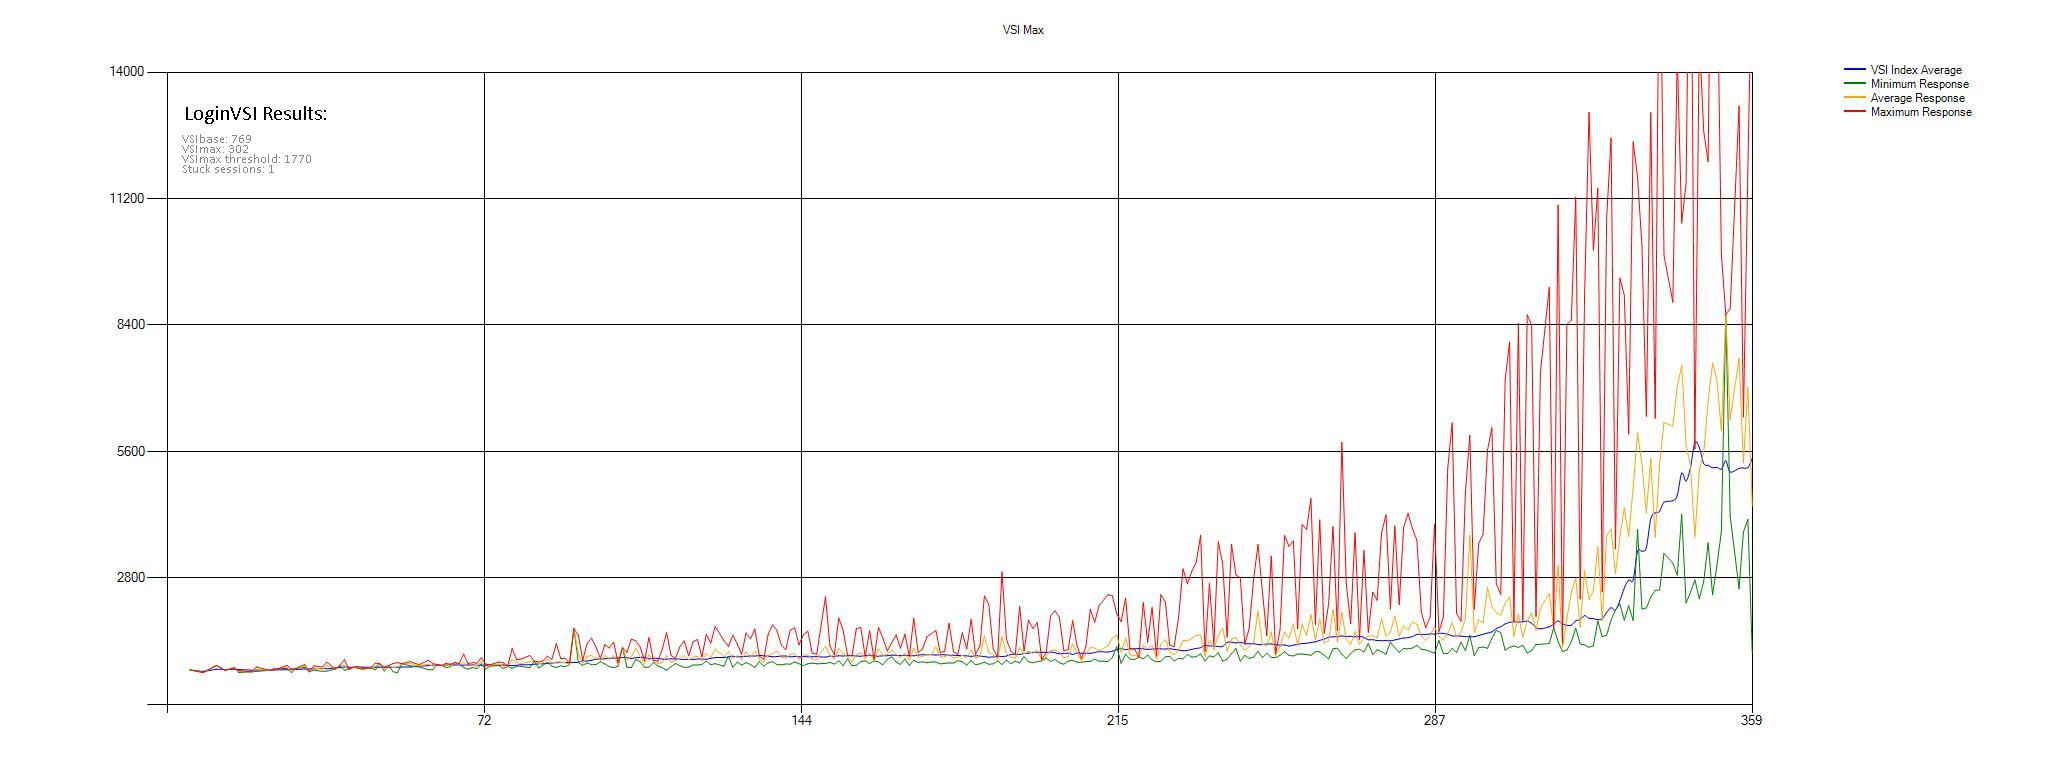 VSI Max
14000
11200
8400
5600
2800
72
144
215
287
359
LoginVSI Results:
VSIbase: 769
VSImax: 302
VSImax threshold: 1770
Stuck sessions: 1
VSI Index Average
Minimum Response
Average Response
Maximum Response